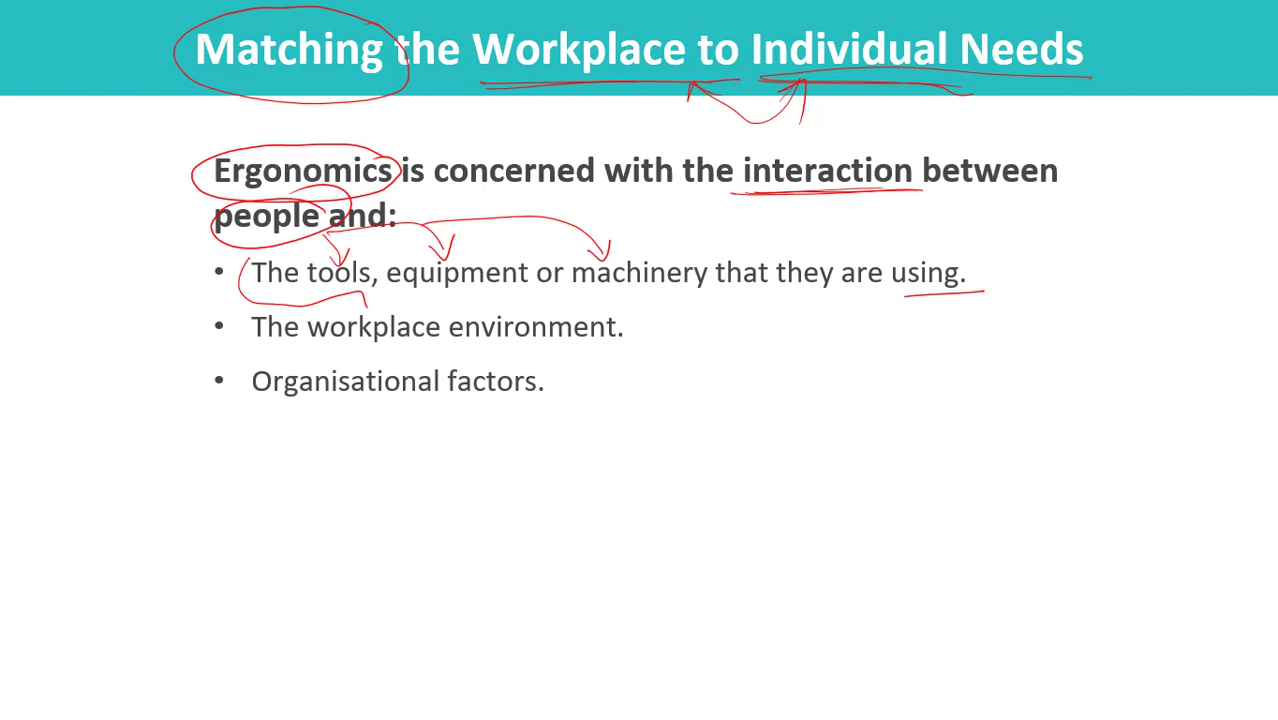 Matching the Workplace to Individual Needs
Ergonomics is concerned with the interaction between
people and:
• The tools, equipment or machinery that they are using.
• The workplace environment.
• Organisational factors.